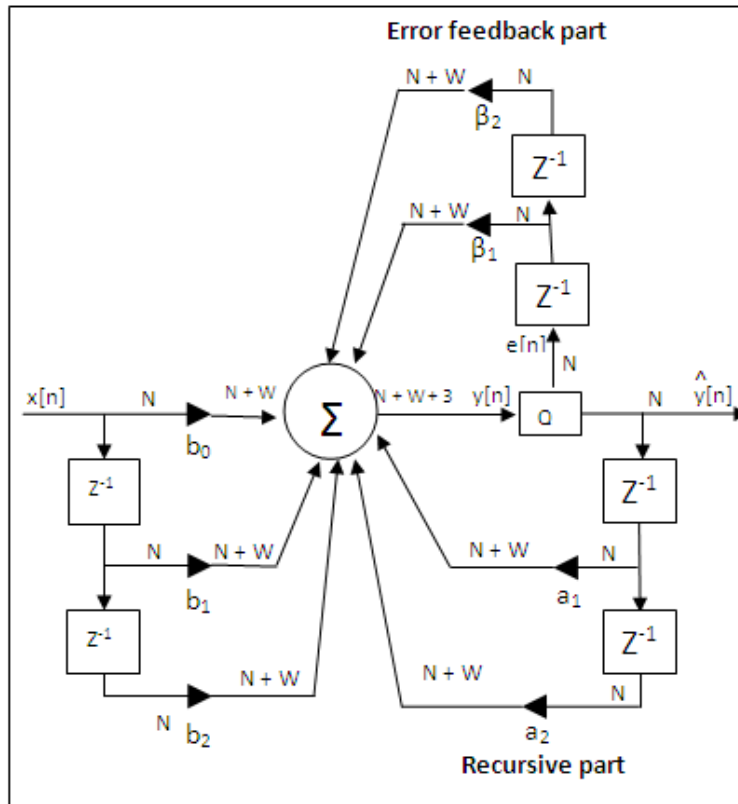 Error feedback part
N + W
N
β2
Z-1
N + W
N
β1
Z-1
e[n]
N
x[n]
N
N + W
b0
Σ
N + W + 3
y[n]
Q
N
^
y[n]
Z-1
Z-1
N
N + W
b1
N + W
N
a1
Z-1
Z-1
N
N + W
b2
N + W
N
a2
Recursive part